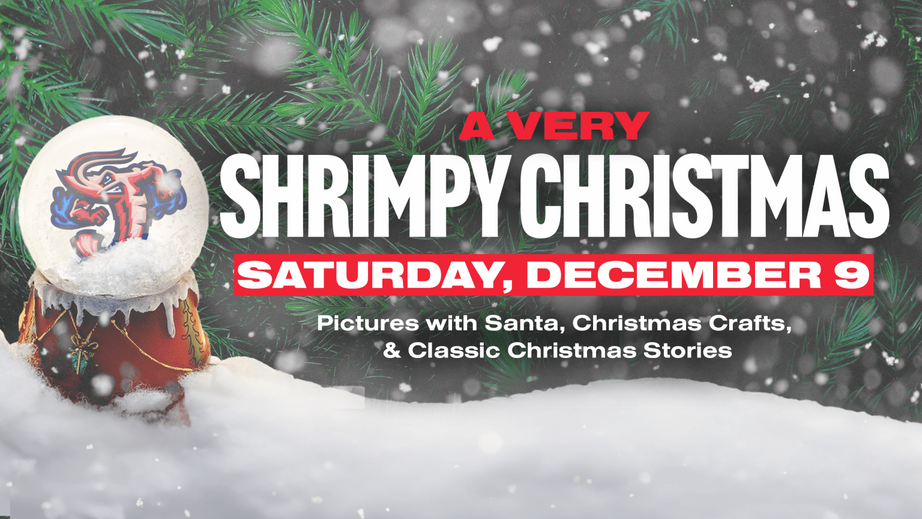 A VERY
SHRIMPY CHRISTMAS
SATURDAY, DECEMBER 9
Pictures with Santa, Christmas Crafts,
& Classic Christmas Stories